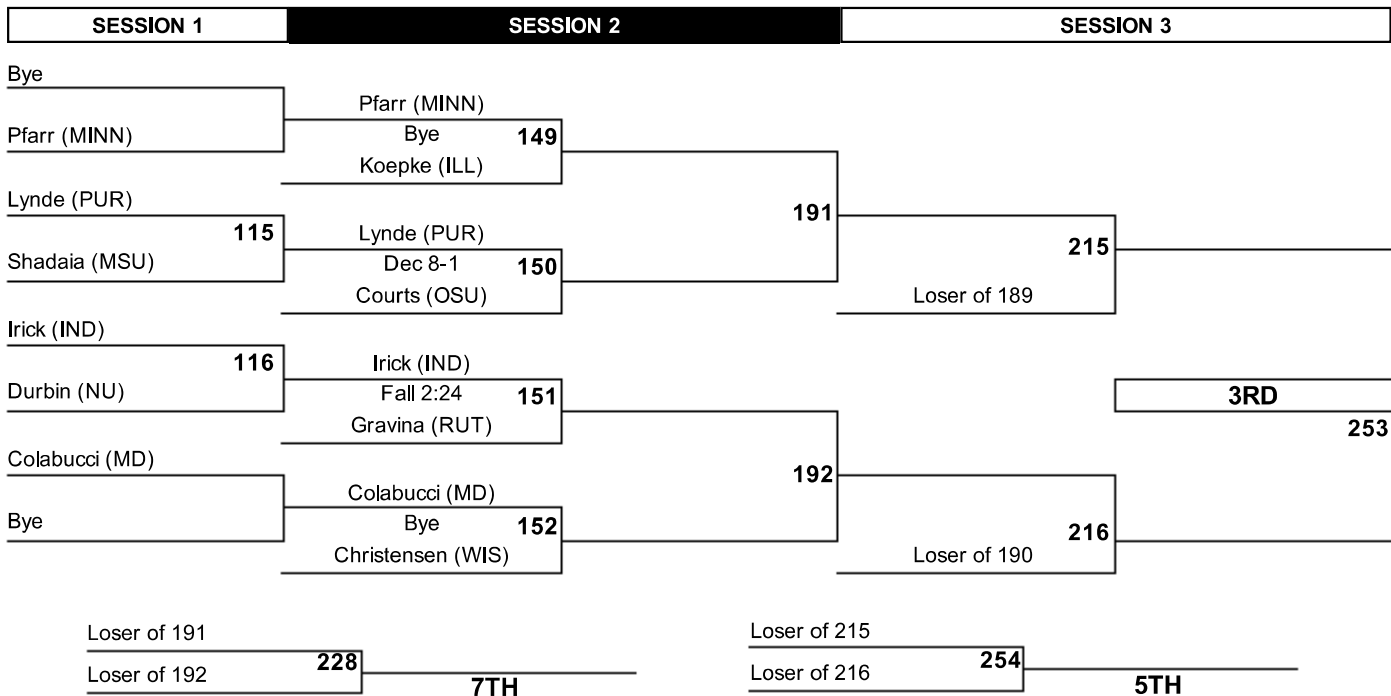 SESSION 1
SESSION 2
SESSION 3
Bye
Pfarr (MINN)
Pfarr (MINN)
Bye
149
Koepke (ILL)
Lynde (PUR)
115
Shadaia (MSU)
Lynde (PUR)
Dec 8-1
150
Courts (OSU)
191
215
Loser of 189
Irick (IND)
116
Durbin (NU)
Irick (IND)
Fall 2:24
151
Gravina (RUT)
3RD
253
Colabucci (MD)
Bye
Colabucci (MD)
Bye
152
Christensen (WIS)
192
216
Loser of 190
Loser of 191
228
Loser of 192
7TH
Loser of 215
254
Loser of 216
5TH